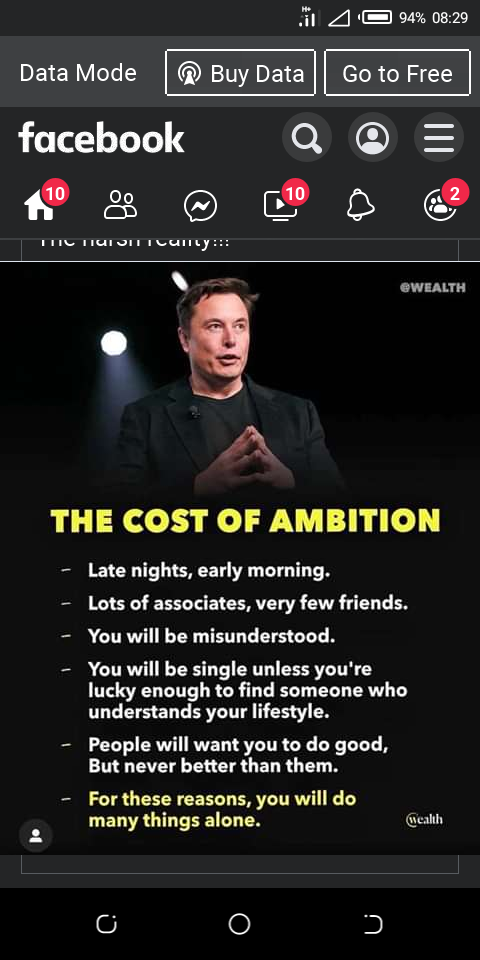 H+
94% 08:29
Data Mode
Buy Data
Go to Free
facebook
10
10
2
The harsh reality!!!
@WEALTH
THE COST OF AMBITION
– Late nights, early morning.
– Lots of associates, very few friends.
– You will be misunderstood.
– You will be single unless you're
lucky enough to find someone who
understands your lifestyle.
– People will want you to do good,
But never better than them.
– For these reasons, you will do
many things alone.
wealth